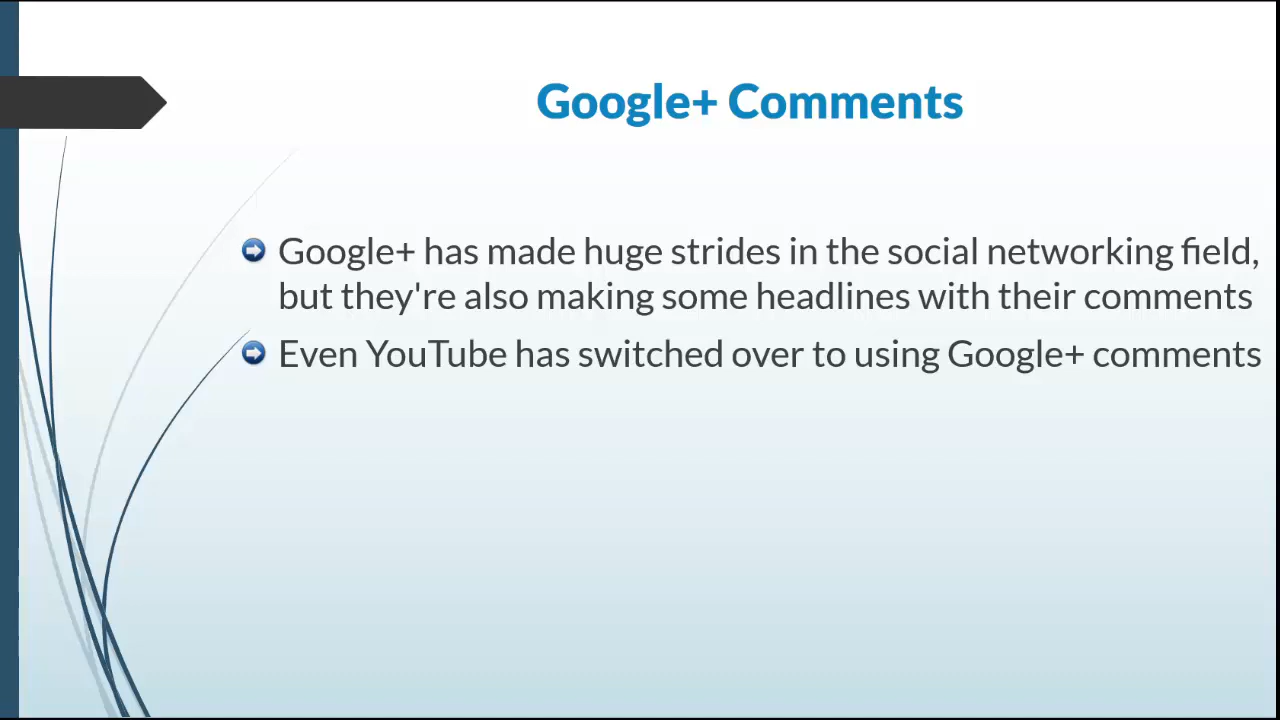 Google+ Comments
Google+ has made huge strides in the social networking field,
but they're also making some headlines with their comments
Even YouTube has switched over to using Google+ comments